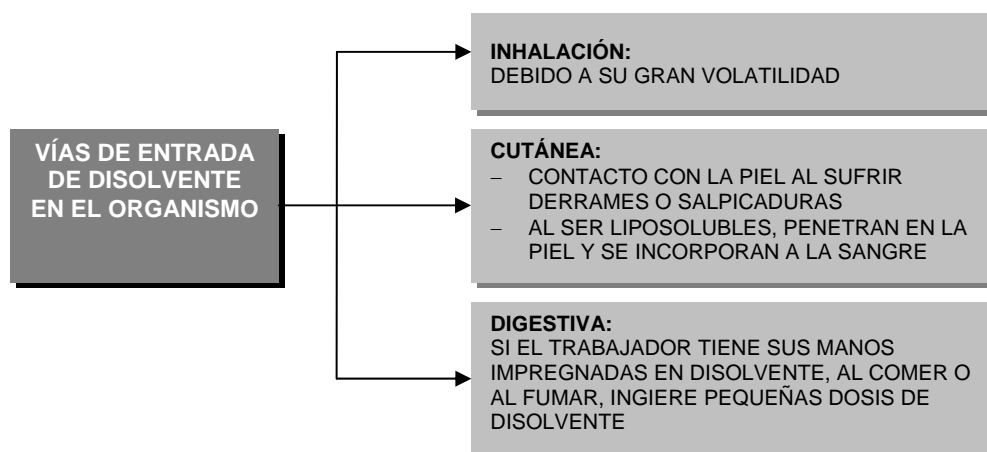 VÍAS DE ENTRADA
DE DISOLVENTE
EN EL ORGANISMO
INHALACIÓN:
DEBIDO A SU GRAN VOLATILIDAD
CUTÁNEA:
– CONTACTO CON LA PIEL AL SUFRIR
DERRAMES O SALPICADURAS
– AL SER LIPOSOLUBLES, PENETRAN EN LA
PIEL Y SE INCORPORAN A LA SANGRE
DIGESTIVA:
SI EL TRABAJADOR TIENE SUS MANOS
IMPREGNADAS EN DISOLVENTE, AL COMER O
AL FUMAR, INGIERE PEQUEÑAS DOSIS DE
DISOLVENTE